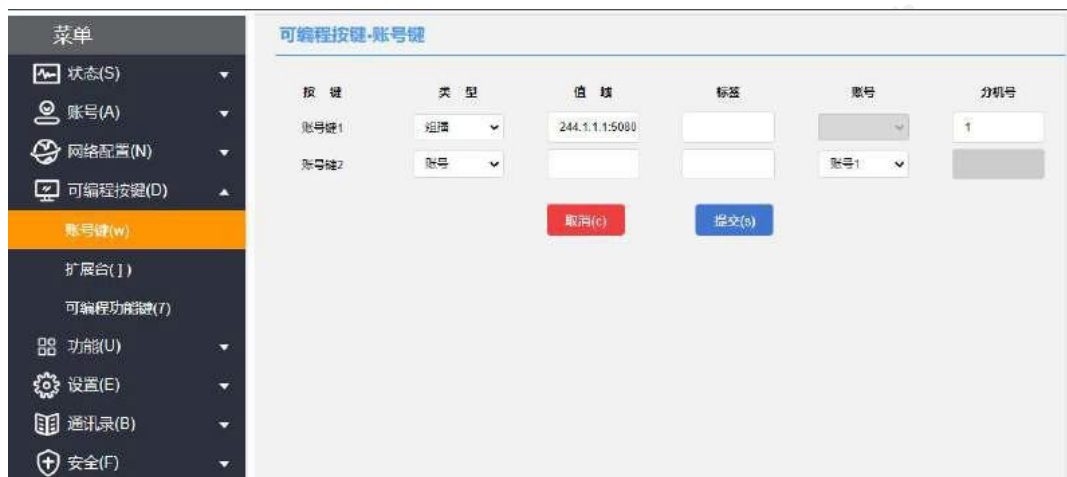 菜单
状态(S)
账号(A)
网络配置(N)
可编程按键(D)
账号键(w)
扩展台(])
可编程功能键(7)
功能(U)
设置(E)
通讯录(B)
安全(F)
可编程按键-账号键
按 键 类 型 值 域 标签 账号 分机号
账号键1 组播 244.1.1.1:5080 1
账号键2 账号 账号1
取消(c) 提交(s)